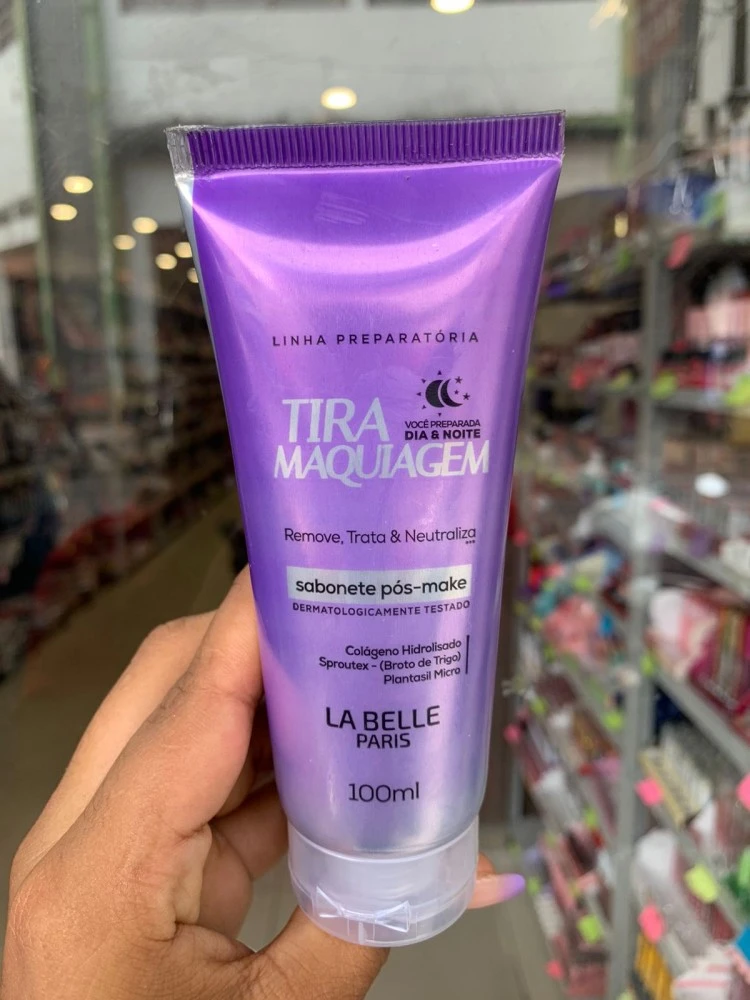 LINHA PREPARATÓRIA
TIRA
MAQUIAGEM
VOCÊ PREPARADA
DIA & NOITE
Remove, Trata & Neutraliza
***
sabonete pós-make
DERMATOLOGICAMENTE TESTADO
Colágeno Hidrolisado
Sproutex - (Broto de Trigo)
Plantasil Micro
LA BELLE
PARIS
100ml